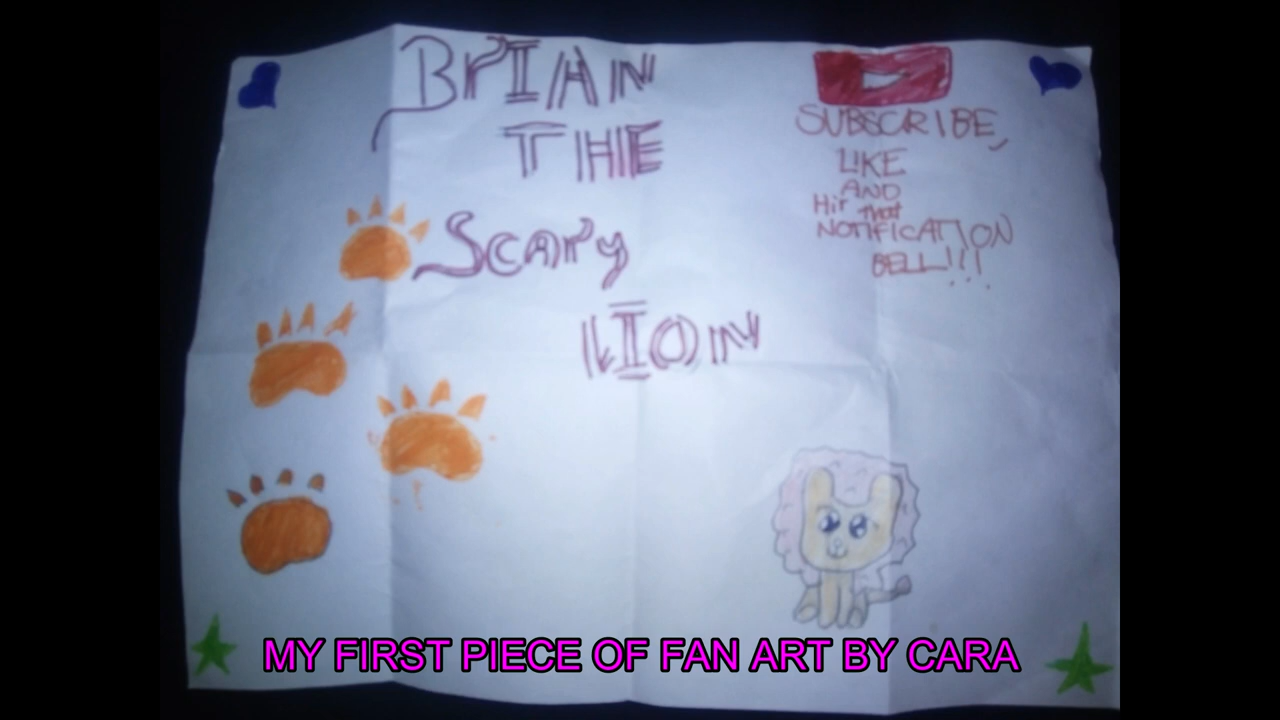 BrIAN
THE
ScAry
LION
SUBSCRIBE,
LIKE
AND
Hit that
NOTIFICATION
BELL!!!
MY FIRST PIECE OF FAN ART BY CARA